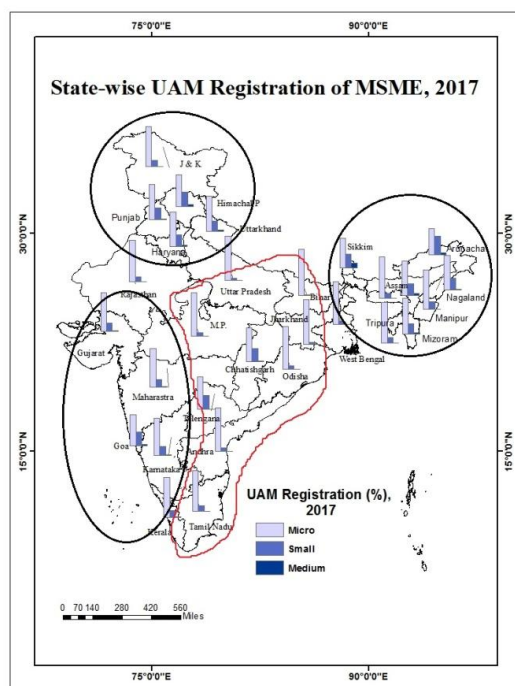 75°0'0"E 90°0'0"E
State-wise UAM Registration of MSME, 2017
J & K
Himachal P
Punjab
Uttarkhand
Haryana
30°0'0"N 30°0'0"N
Sikkim
Arunachal
Rajasthan
Uttar Pradesh
Bihar
Assam
Nagaland
Manipur
Tripura
Mizoram
M.P.
Jharkhand
Gujarat
West Bengal
Chhatishgarh
Odisha
Maharastra
Telengana
Goa
Andhra
15°0'0"N 15°0'0"N
Karnataka
UAM Registration (%),
2017
Micro
Small
Medium
Kerala
Tamil Nadu
0 70 140 280 420 560
Miles
75°0'0"E 90°0'0"E